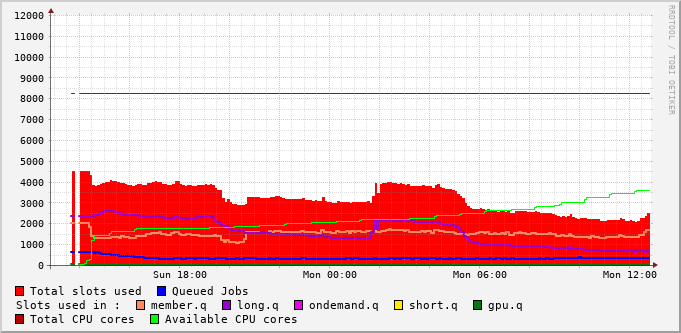 12000
11000
10000
9000
8000
7000
6000
5000
4000
3000
2000
1000
0
Sun 18:00 Mon 00:00 Mon 06:00 Mon 12:00
RRDTOOL / TOBI OETIKER
Total slots used Queued Jobs
Slots used in : member.q long.q ondemand.q short.q gpu.q
Total CPU cores Available CPU cores